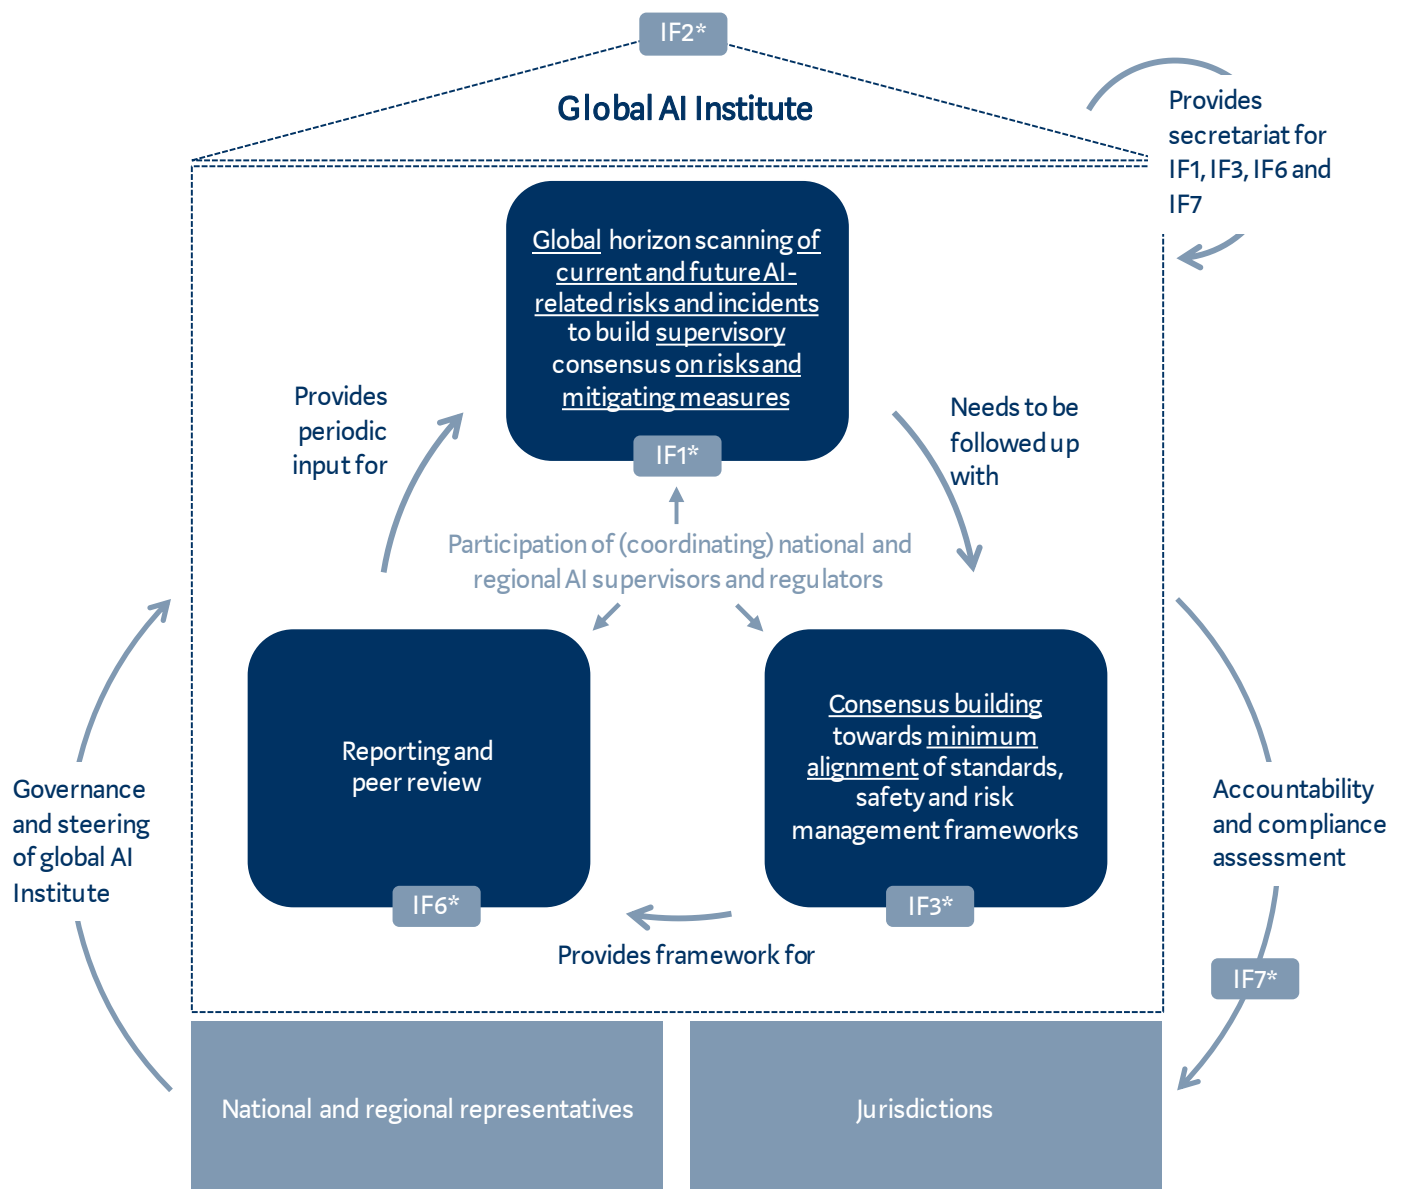 IF2*
Global AI Institute
Provides
secretariat for
IF1, IF3, IF6 and
IF7
Global horizon scanning of
current and future AI-
related risks and incidents
to build supervisory
consensus on risks and
mitigating measures
IF1*
Provides
periodic
input for
Needs to be
followed up
with
Participation of (coordinating) national and
regional AI supervisors and regulators
Reporting and
peer review
IF6*
Consensus building
towards minimum
alignment of standards,
safety and risk
management frameworks
IF3*
Provides framework for
Governance
and steering
of global AI
Institute
Accountability
and compliance
assessment
IF7*
National and regional representatives
Jurisdictions